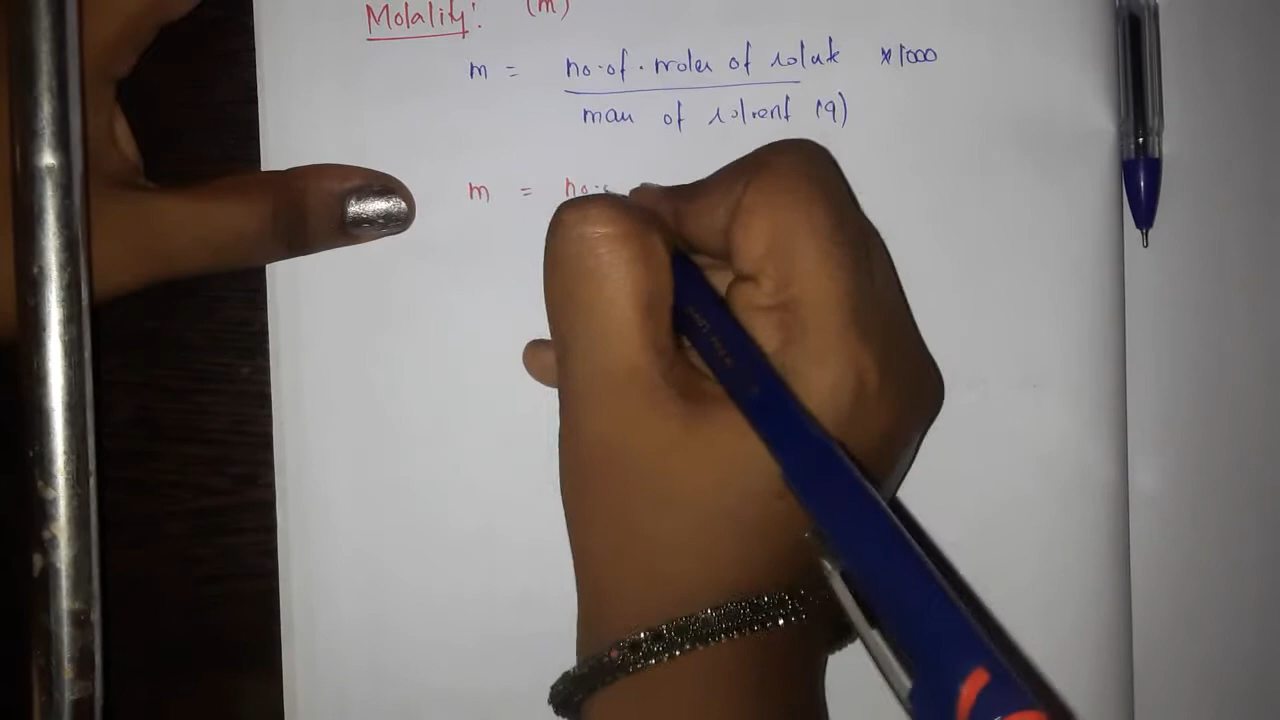 Molality: (m)
m = no.of.moles of solute ×1000
mass of solvent (g)
m = no.